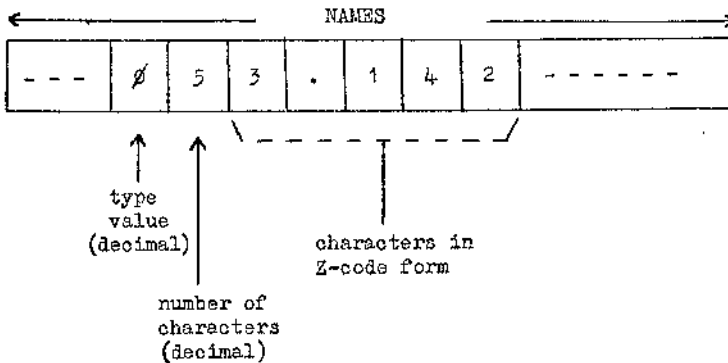 NAMES
- - - ∅ 5 3 . 1 4 2 - - - - - -
type
value
(decimal)
characters in
Z-code form
number of
characters
(decimal)